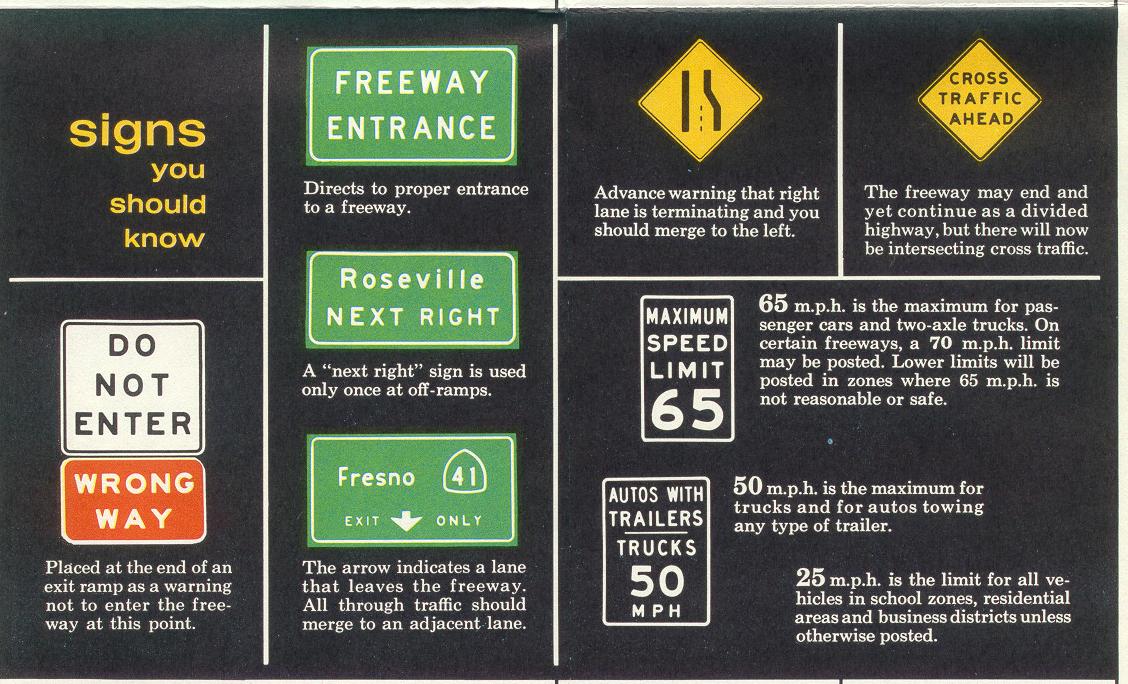 signs
you
should
know
DO
NOT
ENTER
WRONG
WAY
Placed at the end of an
exit ramp as a warning
not to enter the free-
way at this point.
FREEWAY
ENTRANCE
Directs to proper entrance
to a freeway.
Roseville
NEXT RIGHT
A “next right” sign is used
only once at off-ramps.
Fresno 41
EXIT ONLY
The arrow indicates a lane
that leaves the freeway.
All through traffic should
merge to an adjacent lane.
Advance warning that right
lane is terminating and you
should merge to the left.
CROSS
TRAFFIC
AHEAD
The freeway may end and
yet continue as a divided
highway, but there will now
be intersecting cross traffic.
MAXIMUM
SPEED
LIMIT
65
65 m.p.h. is the maximum for pas-
senger cars and two-axle trucks. On
certain freeways, a 70 m.p.h. limit
may be posted. Lower limits will be
posted in zones where 65 m.p.h. is
not reasonable or safe.
AUTOS WITH
TRAILERS
TRUCKS
50
MPH
50 m.p.h. is the maximum for
trucks and for autos towing
any type of trailer.
25 m.p.h. is the limit for all ve-
hicles in school zones, residential
areas and business districts unless
otherwise posted.